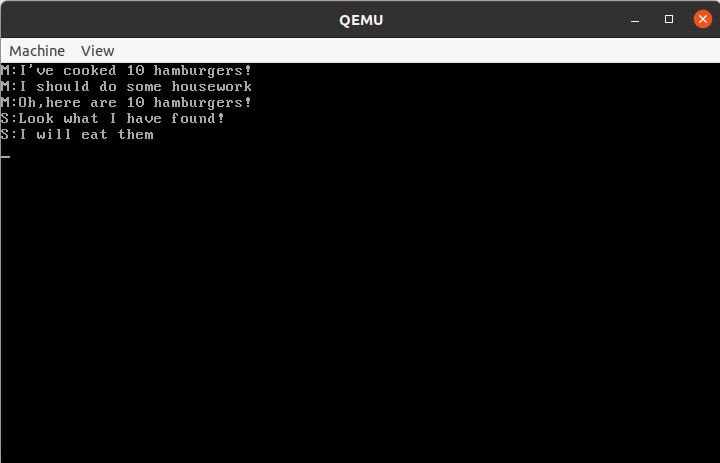 QEMU
Machine View
M:I've cooked 10 hamburgers!
M:I should do some housework
M:Oh,here are 10 hamburgers!
S:Look what I have found!
S:I will eat them